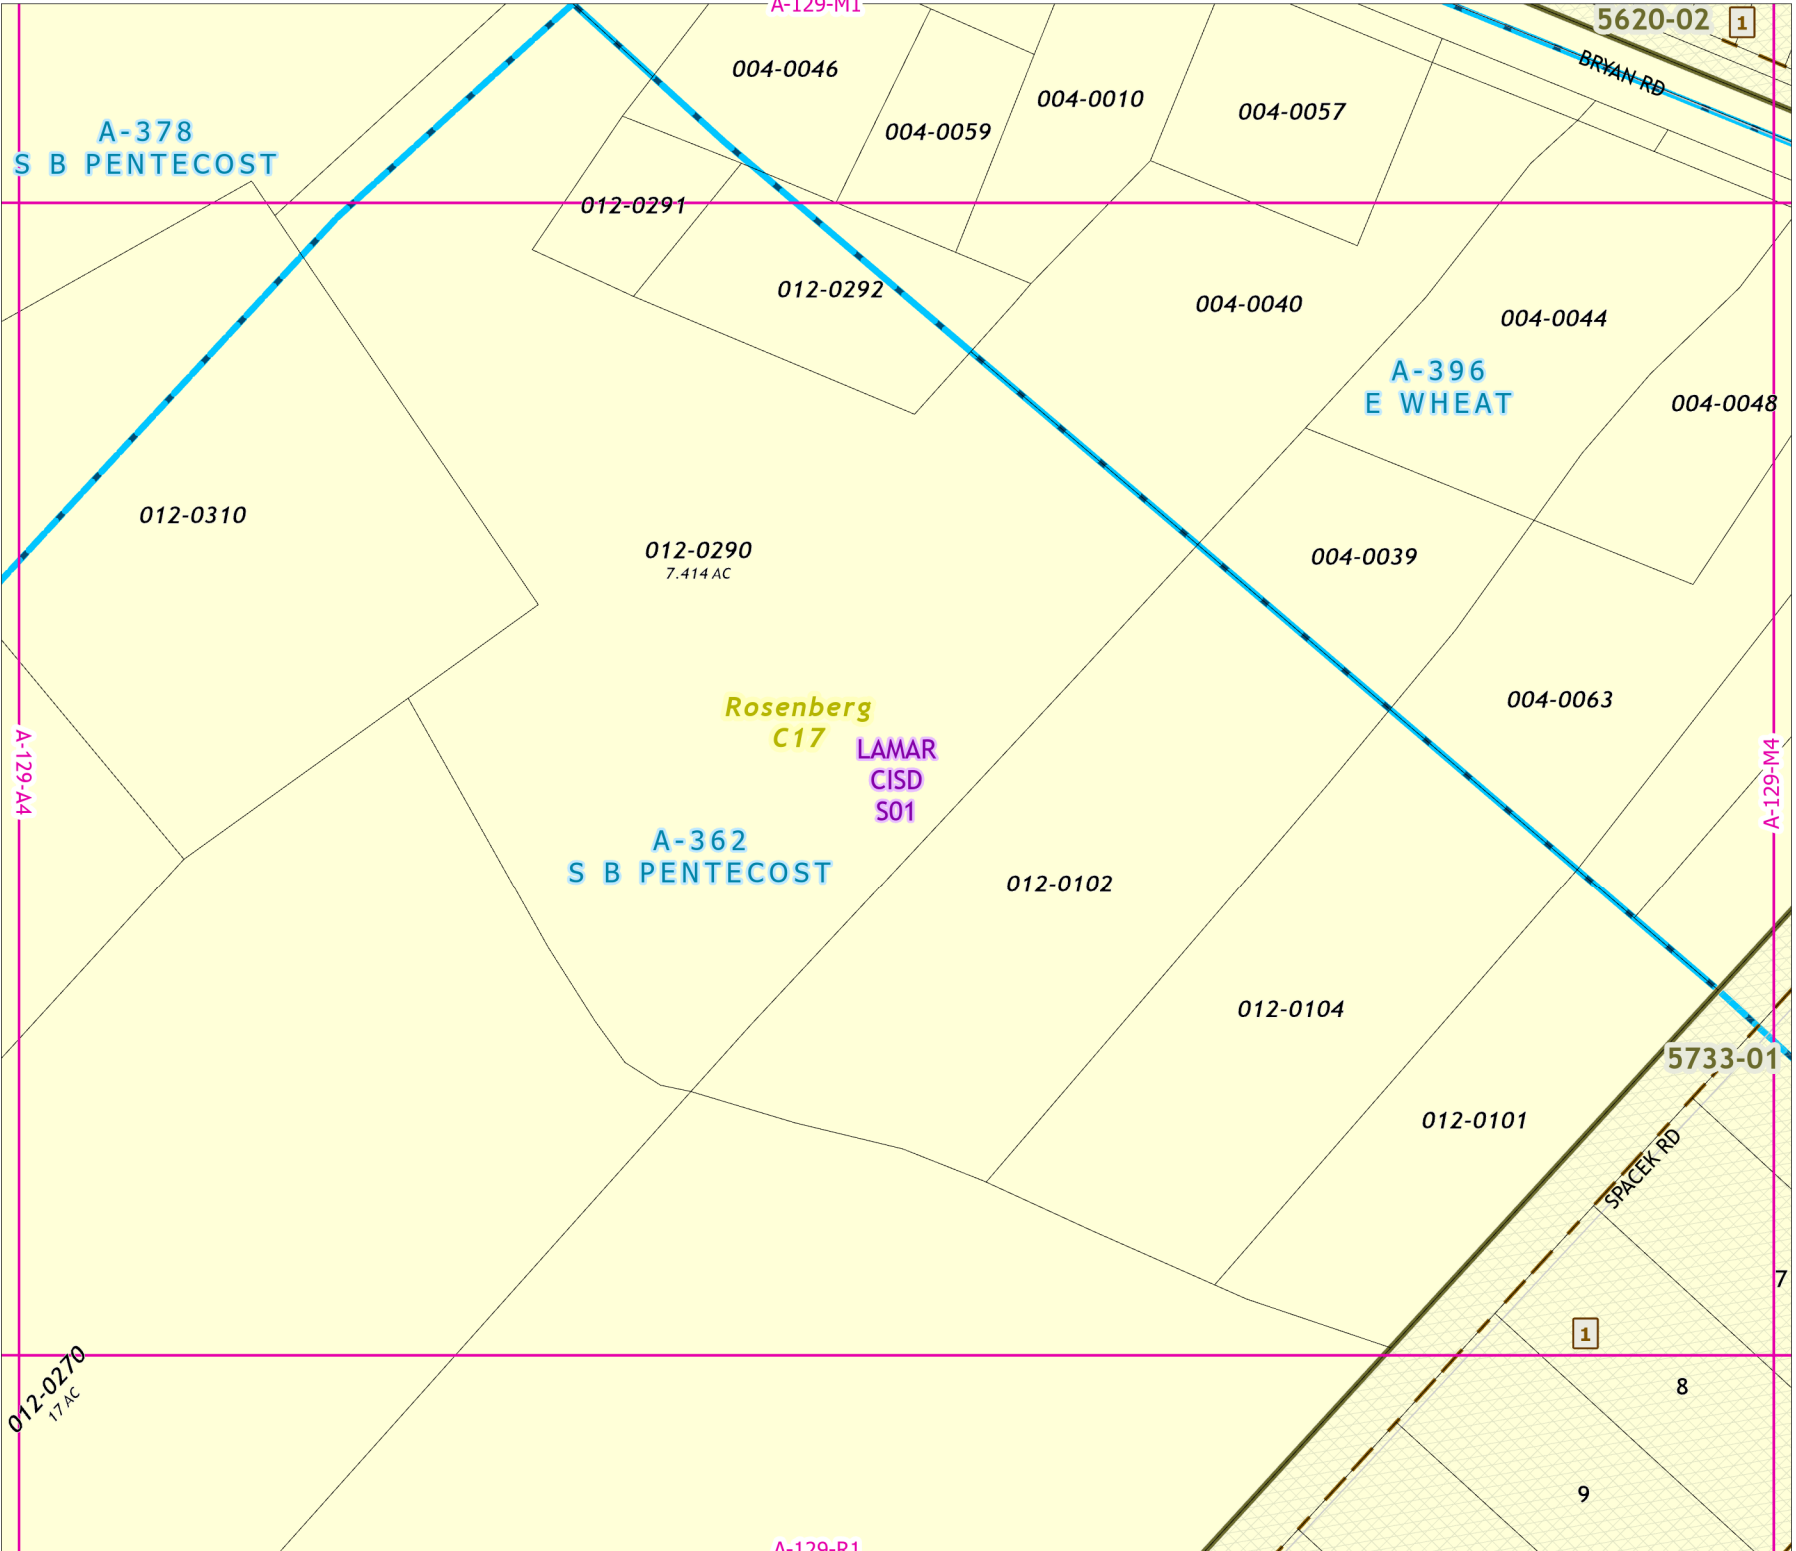 A-129-M1
5620-02
1
BRYAN RD
004-0046
004-0010
004-0057
004-0059
A-378
S B PENTECOST
012-0291
012-0292
004-0040
004-0044
A-396
E WHEAT
004-0048
012-0310
012-0290
7.414 AC
004-0039
Rosenberg
C17
LAMAR
CISD
S01
004-0063
A-129-A4
A-129-M4
A-362
S B PENTECOST
012-0102
012-0104
5733-01
012-0101
SPACEK RD
7
1
8
012-0270
17 AC
9
A-129-R1